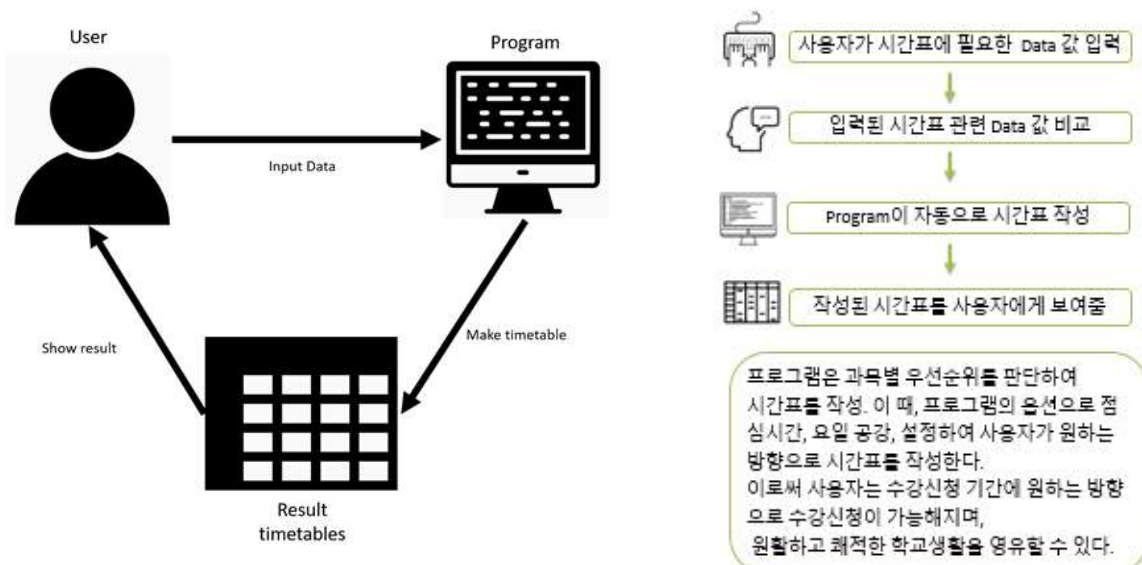 User
Program
Input Data
Make timetable
Show result
Result
timetables
사용자가 시간표에 필요한 Data 값 입력
입력된 시간표 관련 Data 값 비교
Program이 자동으로 시간표 작성
작성된 시간표를 사용자에게 보여줌
프로그램은 과목별 우선순위를 판단하여
시간표를 작성. 이 때, 프로그램의 옵션으로 점
심시간, 요일 공강, 설정하여 사용자가 원하는
방향으로 시간표를 작성한다.
이로써 사용자는 수강신청 기간에 원하는 방향
으로 수강신청이 가능해지며,
원활하고 쾌적한 학교생활을 영유할 수 있다.